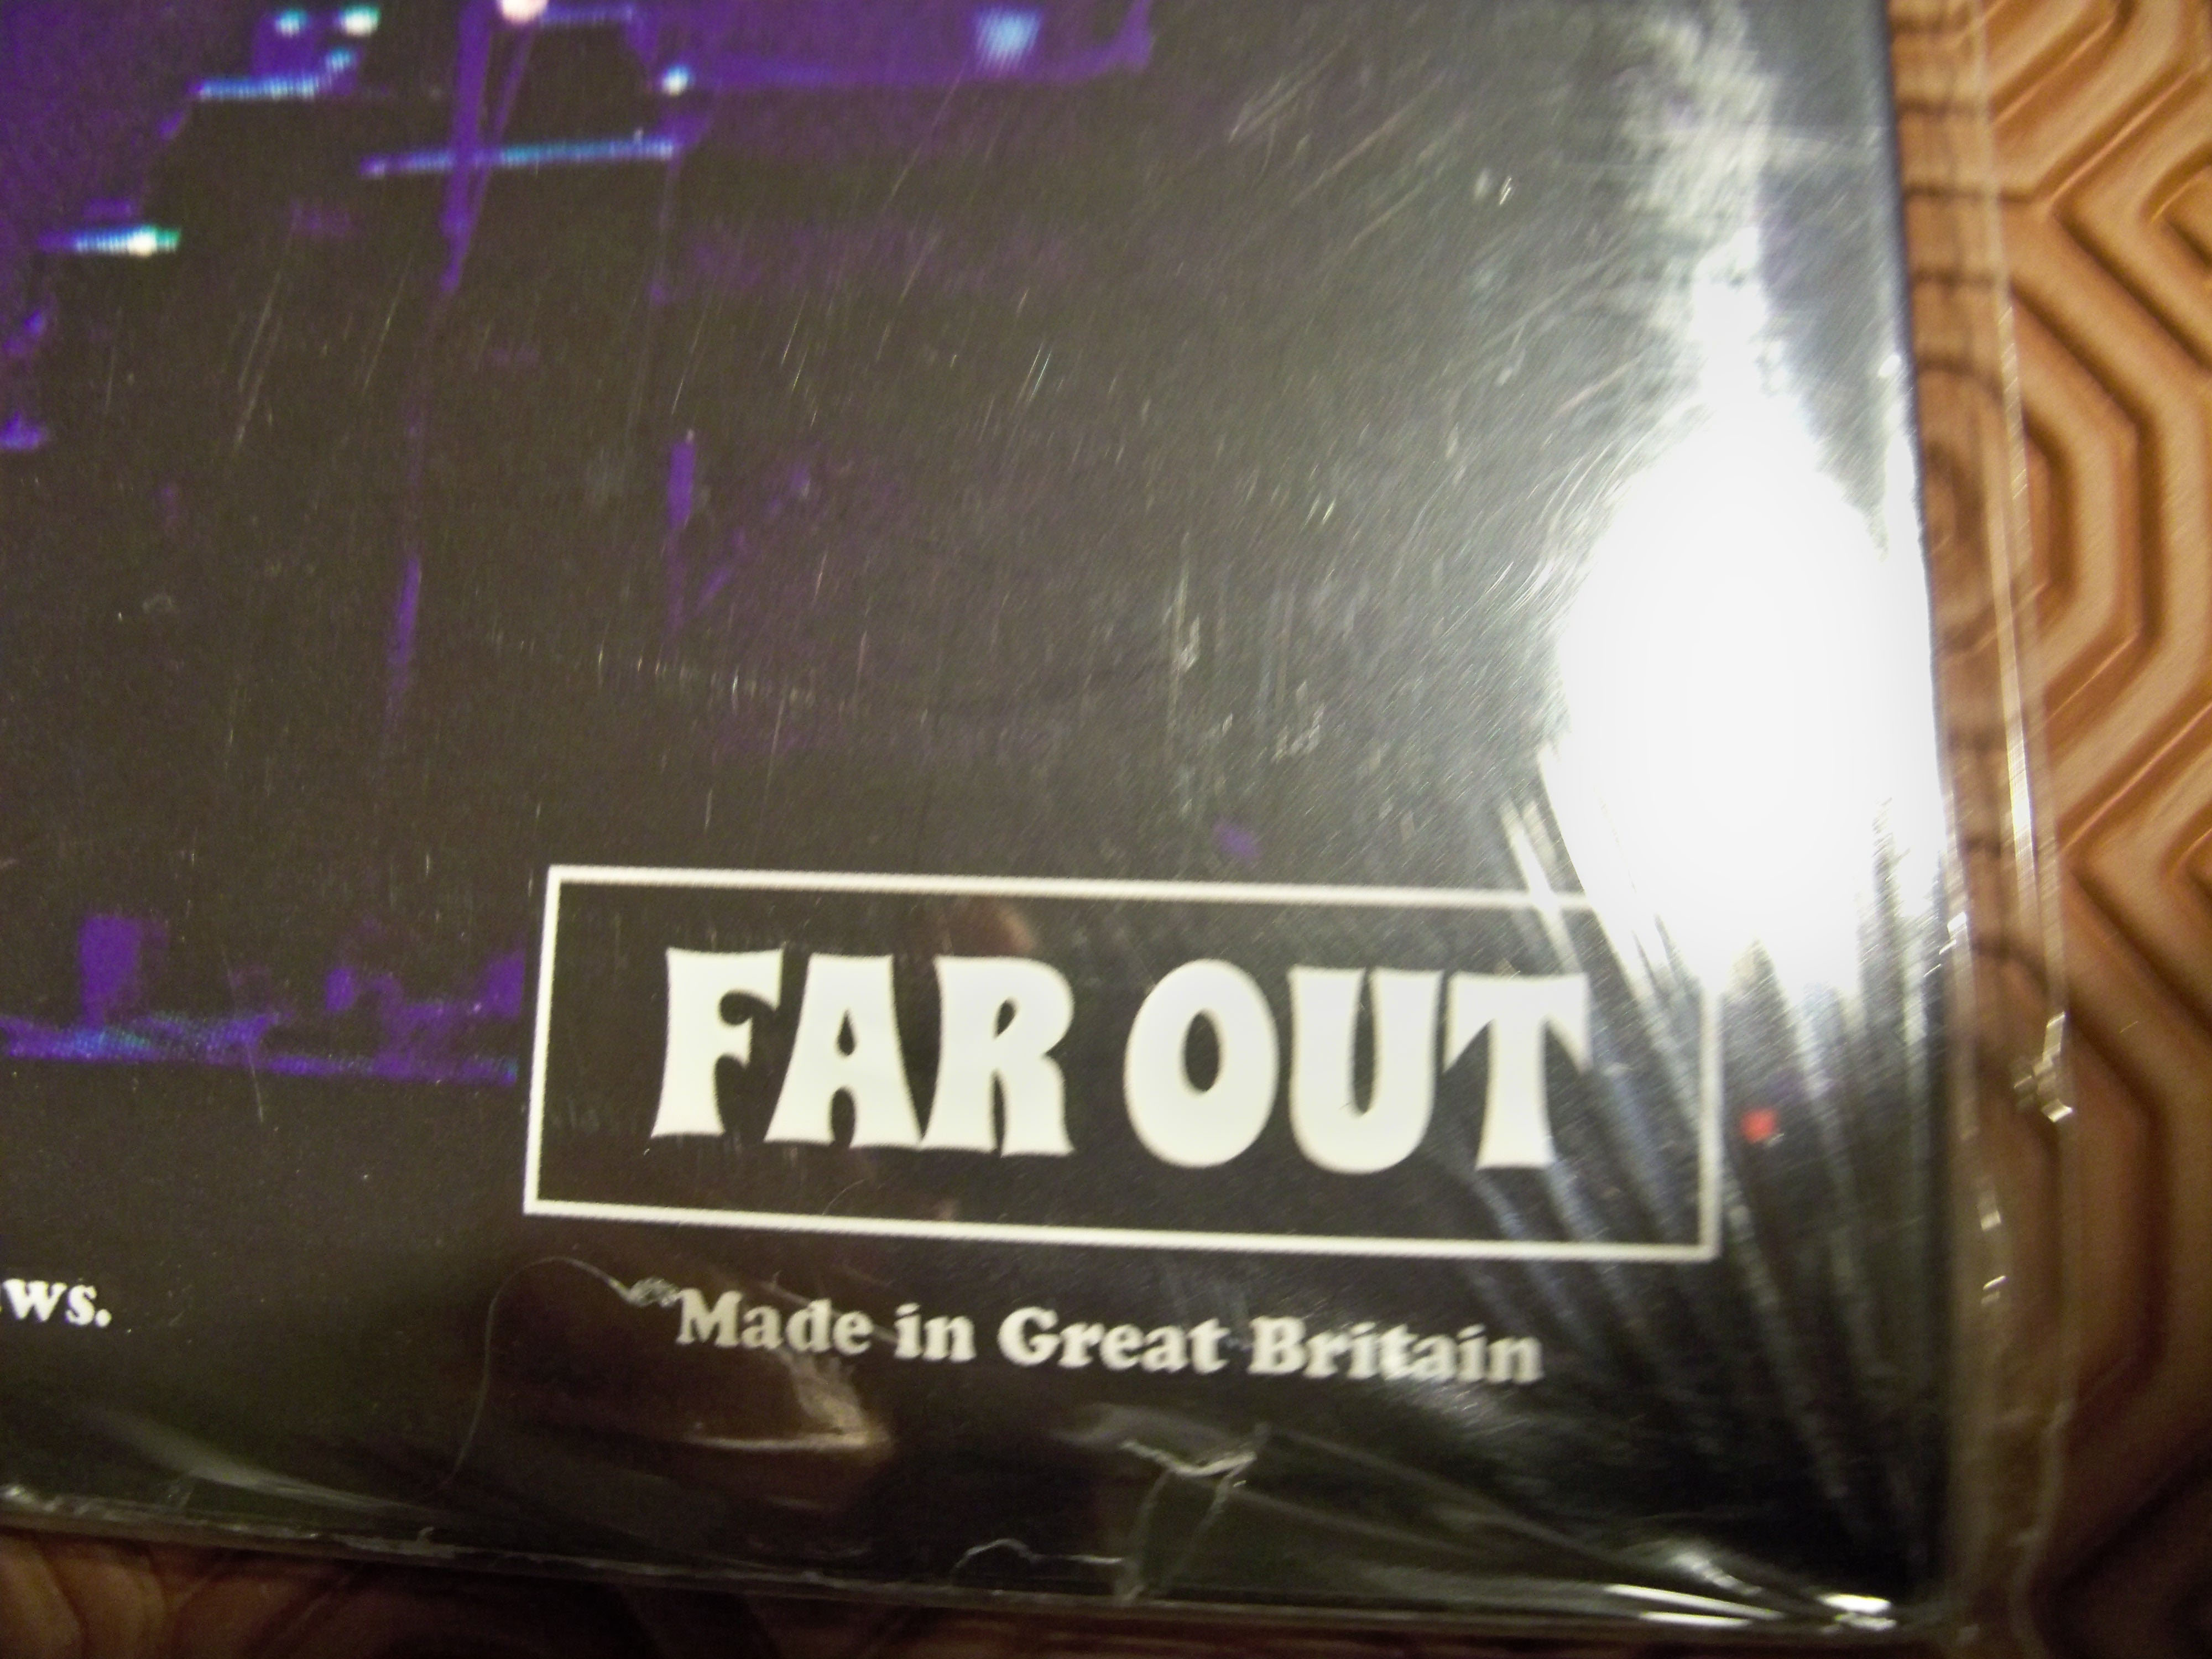 FAR OUT
ws.
Made in Great Britain